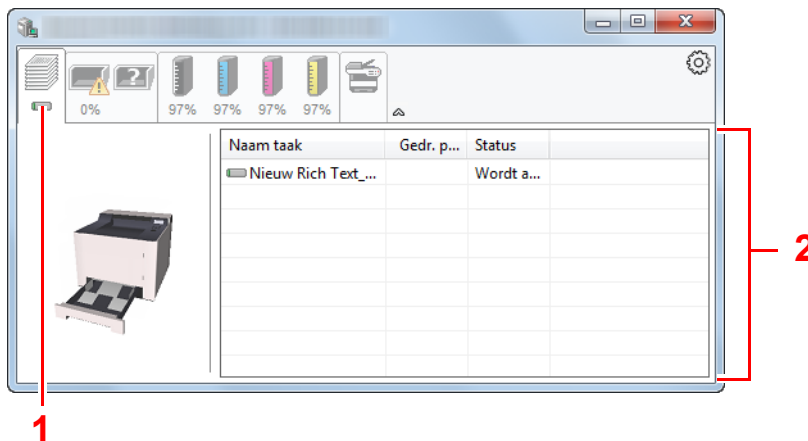 ?
0% 97% 97% 97% 97%
Naam taak Gedr. p... Status
Nieuw Rich Text_... Wordt a...
2
1